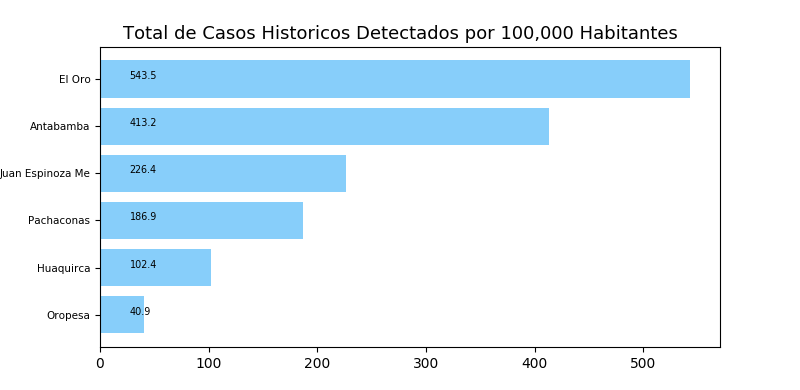 Total de Casos Historicos Detectados por 100,000 Habitantes
El Oro 543.5
Antabamba 413.2
Juan Espinoza Me 226.4
Pachaconas 186.9
Huaquirca 102.4
Oropesa 40.9
0 100 200 300 400 500